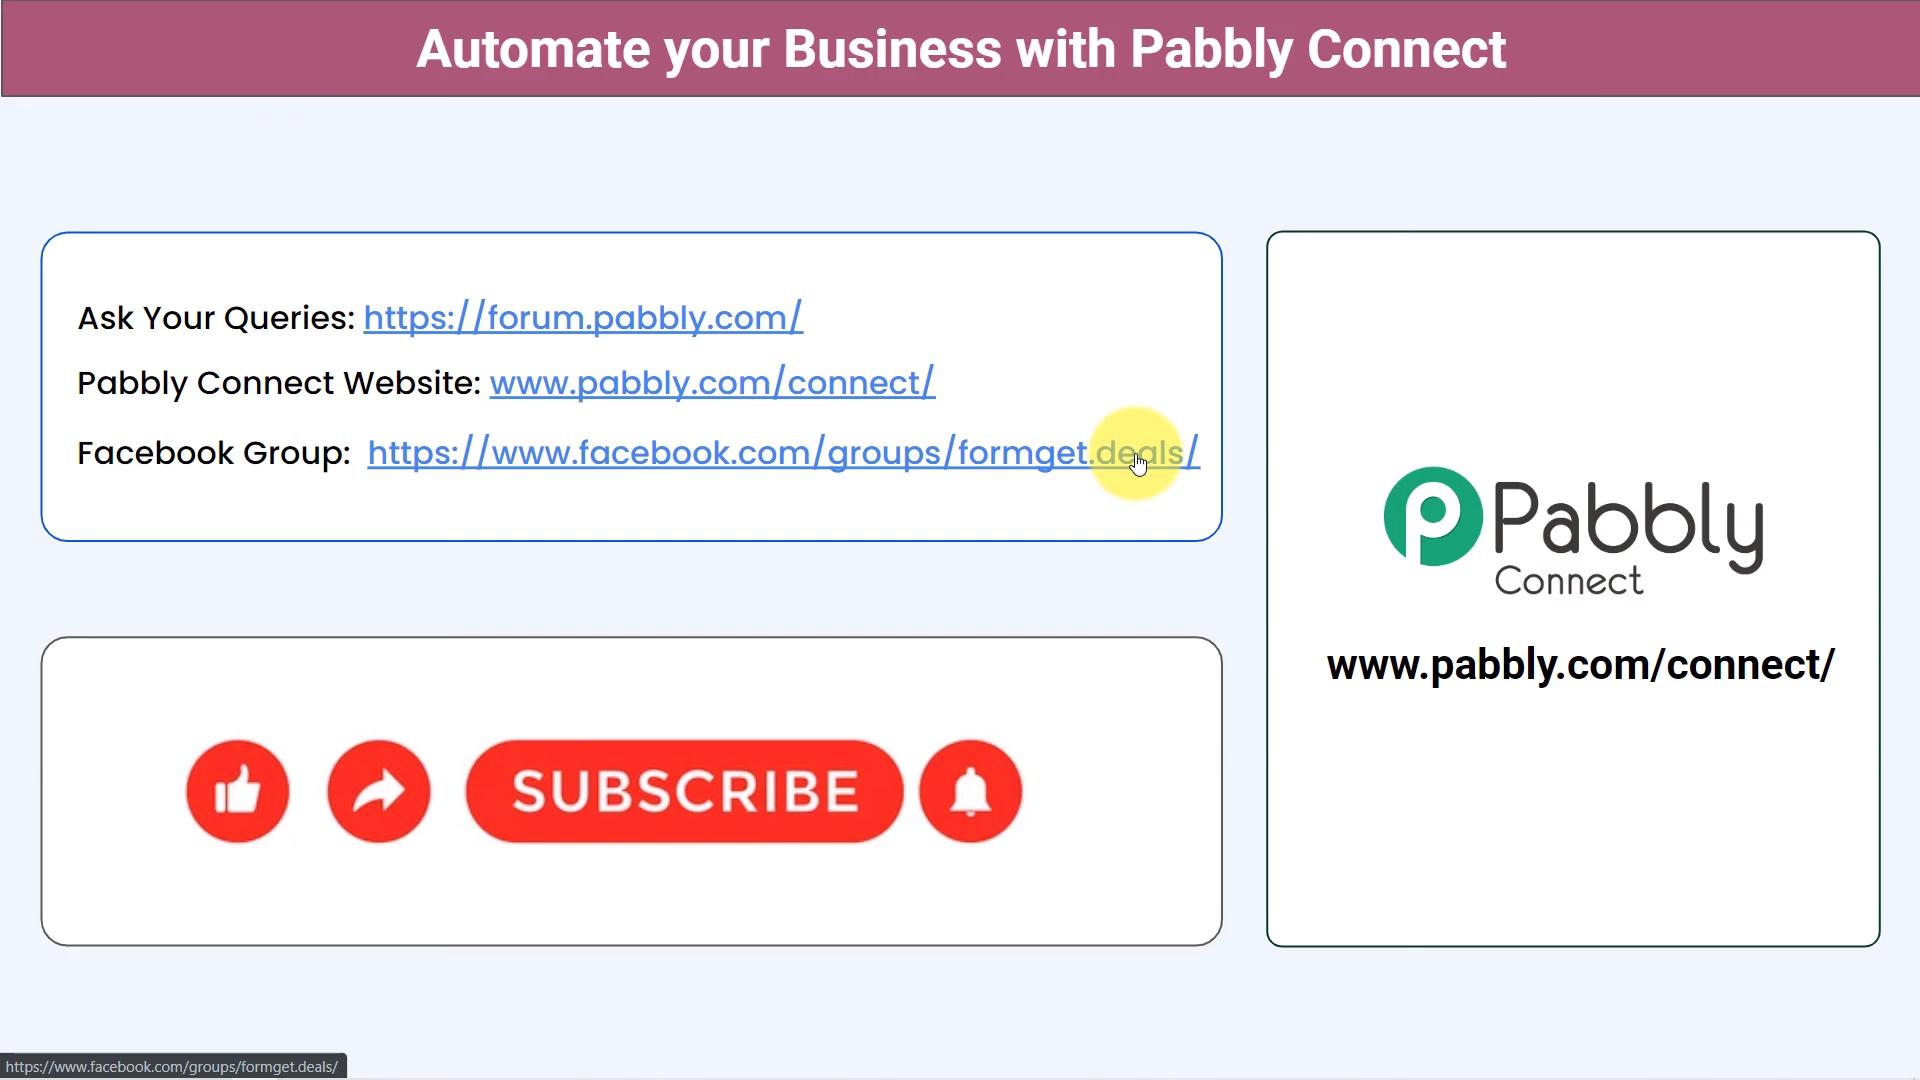 Automate your Business with Pabbly Connect
Ask Your Queries: https://forum.pabbly.com/
Pabbly Connect Website: www.pabbly.com/connect/
Facebook Group: https://www.facebook.com/groups/formget.deals/
Pabbly
Connect
www.pabbly.com/connect/
SUBSCRIBE
https://www.facebook.com/groups/formget.deals/